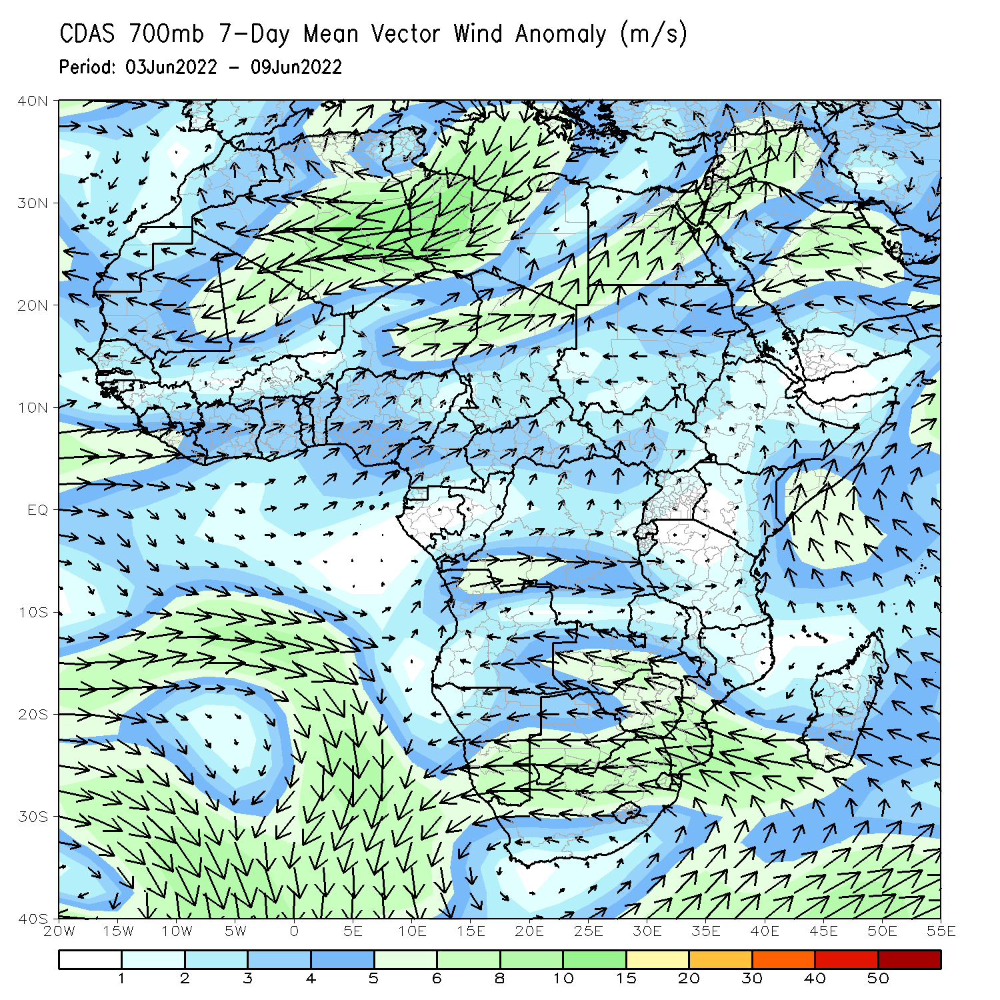 CDAS 700mb 7-Day Mean Vector Wind Anomaly (m/s)
Period: 03Jun2022 - 09Jun2022
40N
30N
20N
10N
EQ
10S
20S
30S
40S
20W 15W 10W 5W 0 5E 10E 15E 20E 25E 30E 35E 40E 45E 50E 55E
1 2 3 4 5 6 8 10 15 20 30 40 50